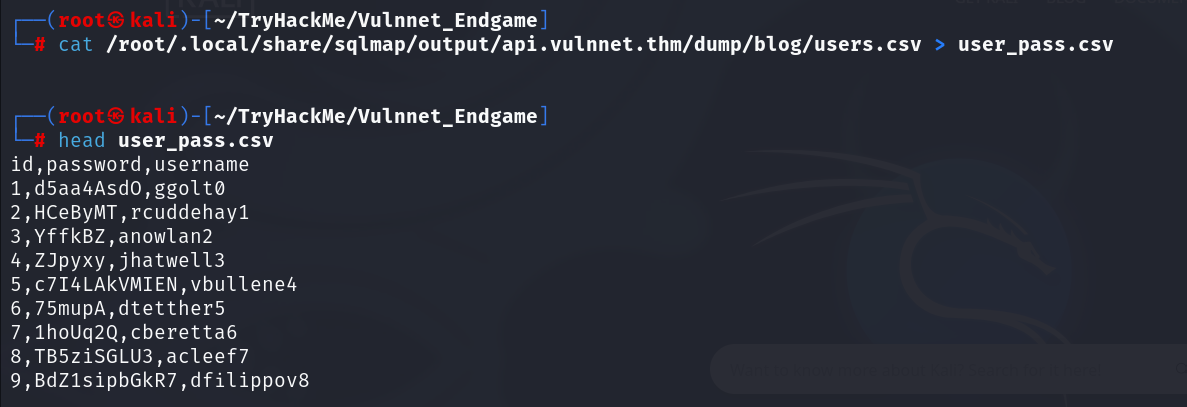 ┌──(root㉿kali)-[~/TryHackMe/Vulnnet_Endgame]
└─# cat /root/.local/share/sqlmap/output/api.vulnnet.thm/dump/blog/users.csv > user_pass.csv
┌──(root㉿kali)-[~/TryHackMe/Vulnnet_Endgame]
└─# head user_pass.csv
id,password,username
1,d5aa4AsdO,ggolt0
2,HCeByMT,rcuddehay1
3,YffkBZ,anowlan2
4,ZJpyxy,jhatwell3
5,c7I4LAkVMIEN,vbullene4
6,75mupA,dtetther5
7,1hoUq2Q,cberetta6
8,TB5ziSGLU3,acleef7
9,BdZ1sipbGkR7,dfilippov8